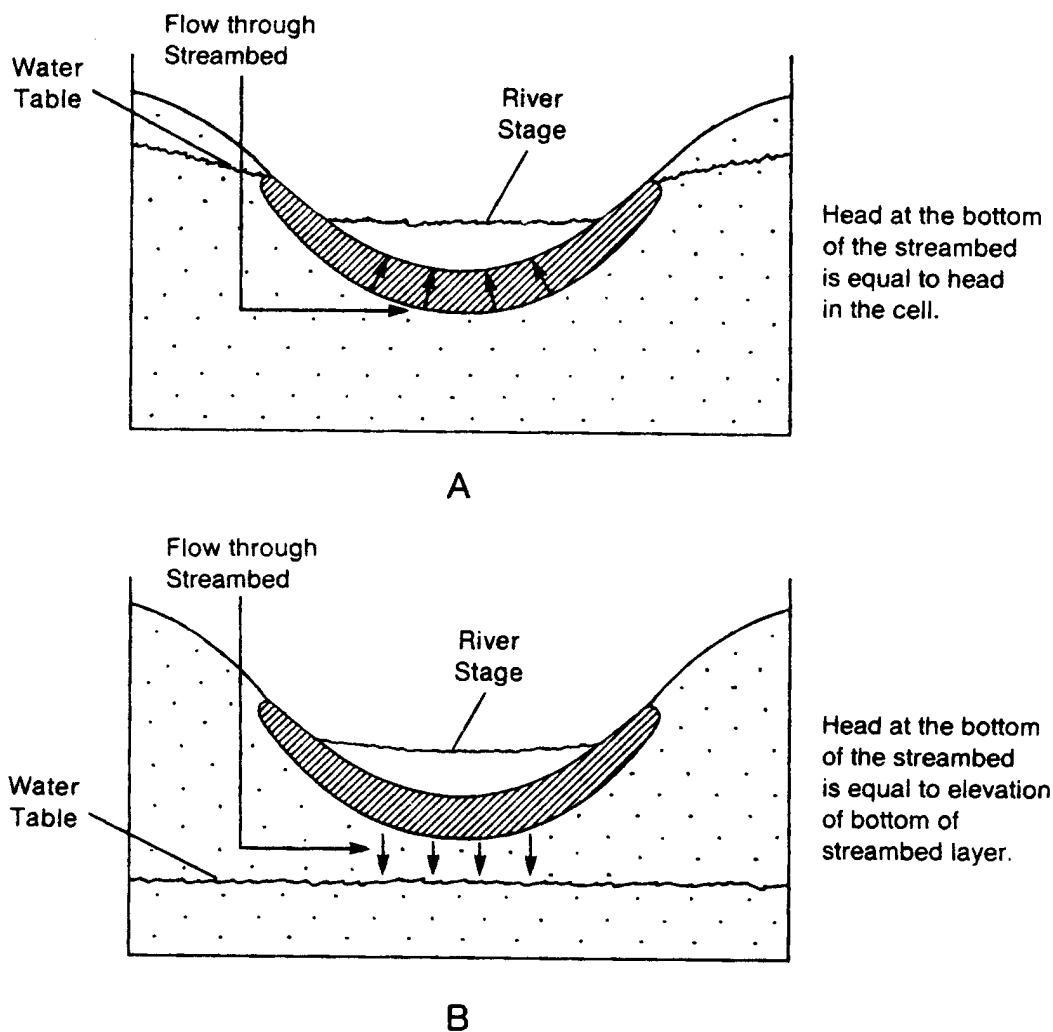 Flow through
Streambed
Water
Table
River
Stage
Head at the bottom
of the streambed
is equal to head
in the cell.
A
Flow through
Streambed
River
Stage
Water
Table
Head at the bottom
of the streambed
is equal to elevation
of bottom of
streambed layer.
B